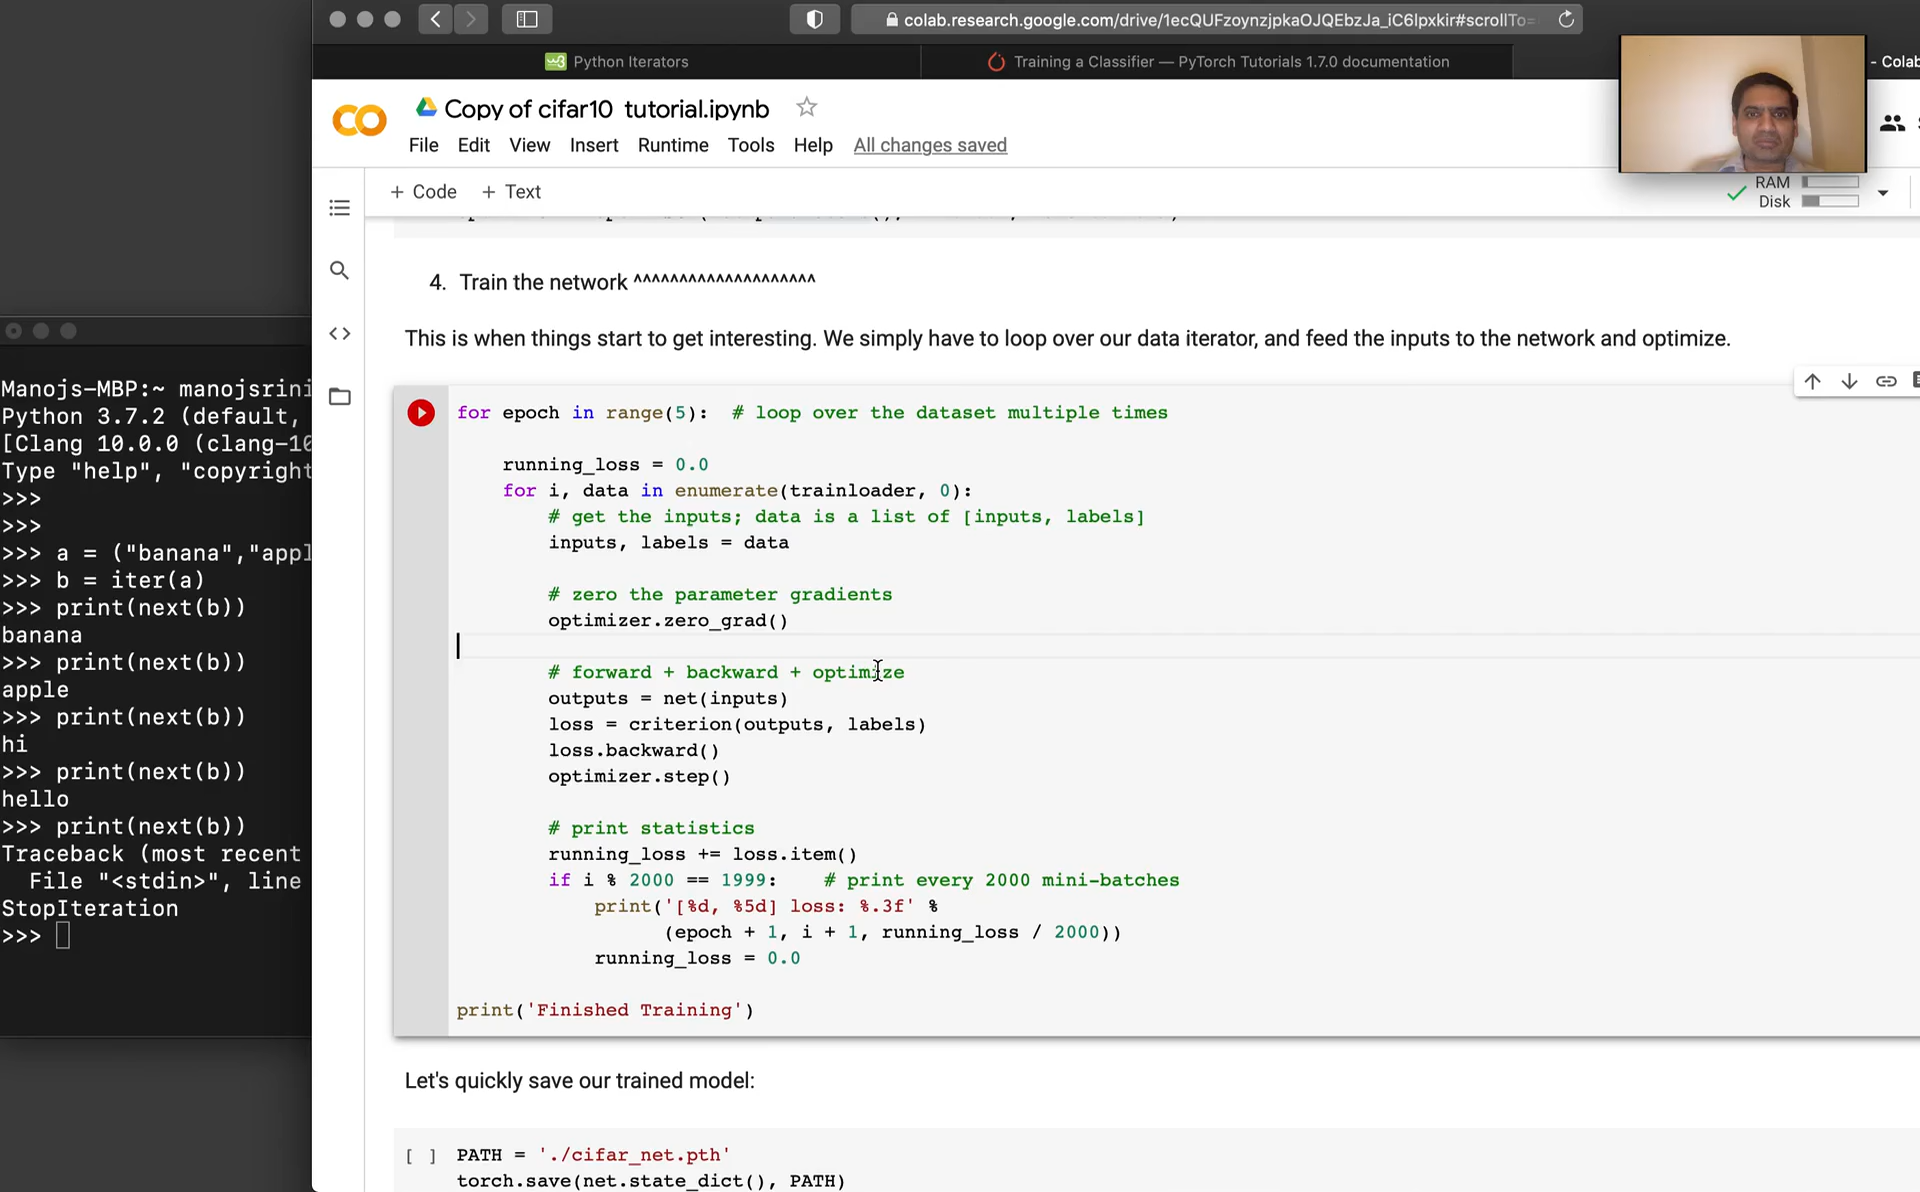 colab.research.google.com/drive/1ecQUFzoynzjpkaOJQEbzJa_iC6lpxkir#scrollTo=
Python Iterators
Training a Classifier — PyTorch Tutorials 1.7.0 documentation
- Colab
Copy of cifar10 tutorial.ipynb
File Edit View Insert Runtime Tools Help All changes saved
+ Code + Text
RAM
Disk
4. Train the network ^^^^^^^^^^^^^^^^^^^^
This is when things start to get interesting. We simply have to loop over our data iterator, and feed the inputs to the network and optimize.
for epoch in range(5):  # loop over the dataset multiple times
running_loss = 0.0
for i, data in enumerate(trainloader, 0):
# get the inputs; data is a list of [inputs, labels]
inputs, labels = data
# zero the parameter gradients
optimizer.zero_grad()
# forward + backward + optimize
outputs = net(inputs)
loss = criterion(outputs, labels)
loss.backward()
optimizer.step()
# print statistics
running_loss += loss.item()
if i % 2000 == 1999:    # print every 2000 mini-batches
print('[%d, %5d] loss: %.3f' %
(epoch + 1, i + 1, running_loss / 2000))
running_loss = 0.0
print('Finished Training')
Let's quickly save our trained model:
[ ] PATH = './cifar_net.pth'
torch.save(net.state_dict(), PATH)
Manojs-MBP:~ manojsrini
Python 3.7.2 (default,
[Clang 10.0.0 (clang-10
Type "help", "copyright
>>>
>>>
>>> a = ("banana","appl
>>> b = iter(a)
>>> print(next(b))
banana
>>> print(next(b))
apple
>>> print(next(b))
hi
>>> print(next(b))
hello
>>> print(next(b))
Traceback (most recent
File "<stdin>", line
StopIteration
>>>